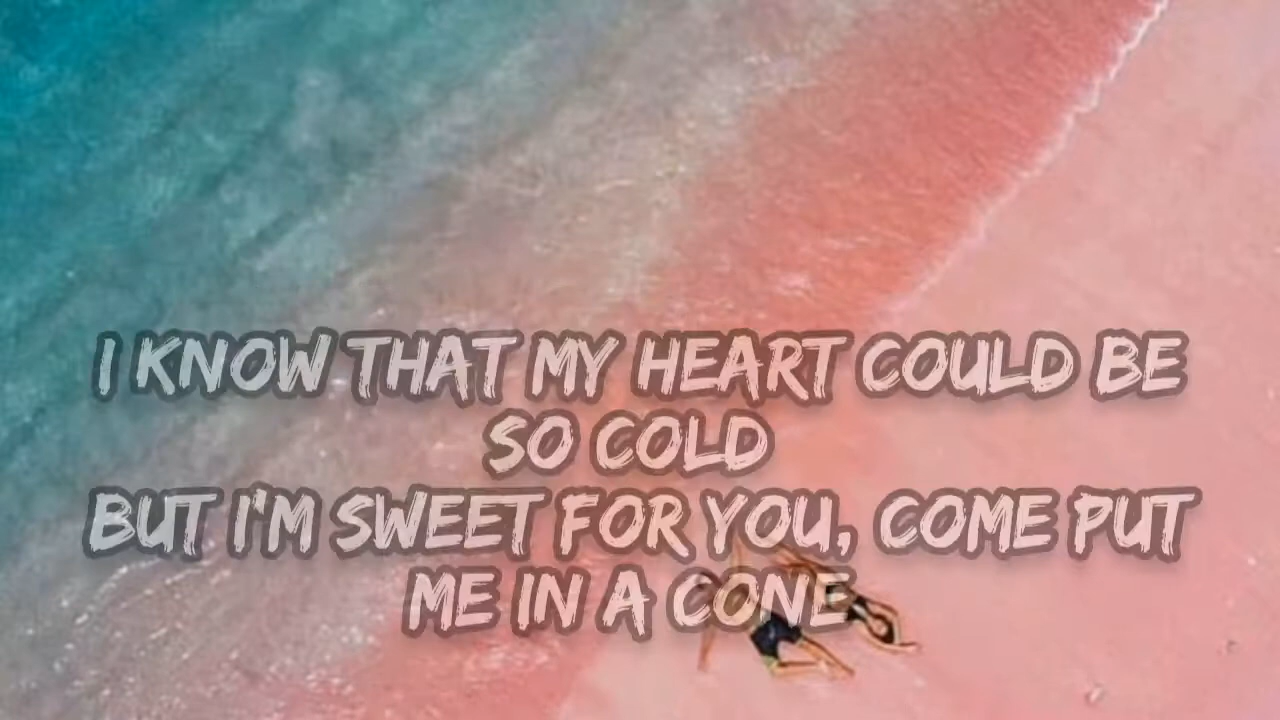 I KNOW THAT MY HEART COULD BE
SO COLD
BUT I'M SWEET FOR YOU, COME PUT
ME IN A CONE